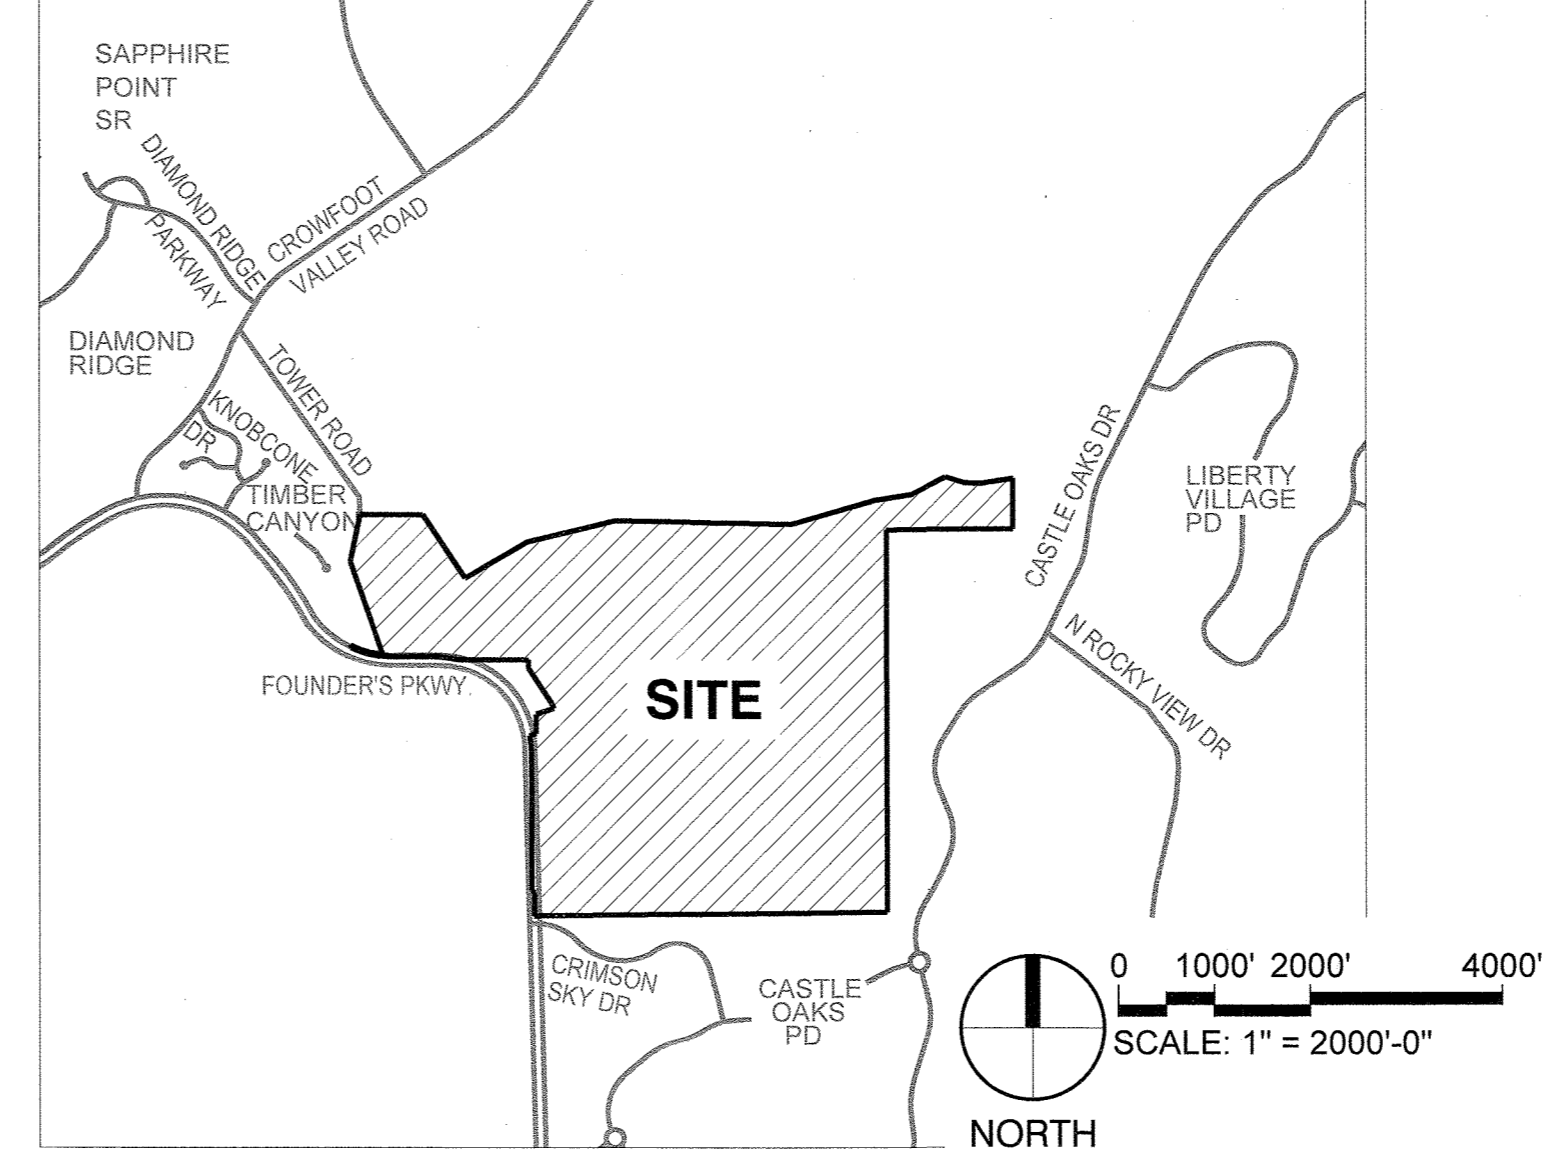 SAPPHIRE
POINT
SR
DIAMOND RIDGE
PARKWAY
CROWFOOT
VALLEY ROAD
DIAMOND
RIDGE
TOWER ROAD
KNOBCONE
DR
TIMBER
CANYON
FOUNDER'S PKWY.
SITE
CASTLE OAKS DR
LIBERTY
VILLAGE
PD
N ROCKY VIEW DR
CRIMSON
SKY DR
CASTLE
OAKS
PD
0 1000' 2000' 4000'
SCALE: 1" = 2000'-0"
NORTH